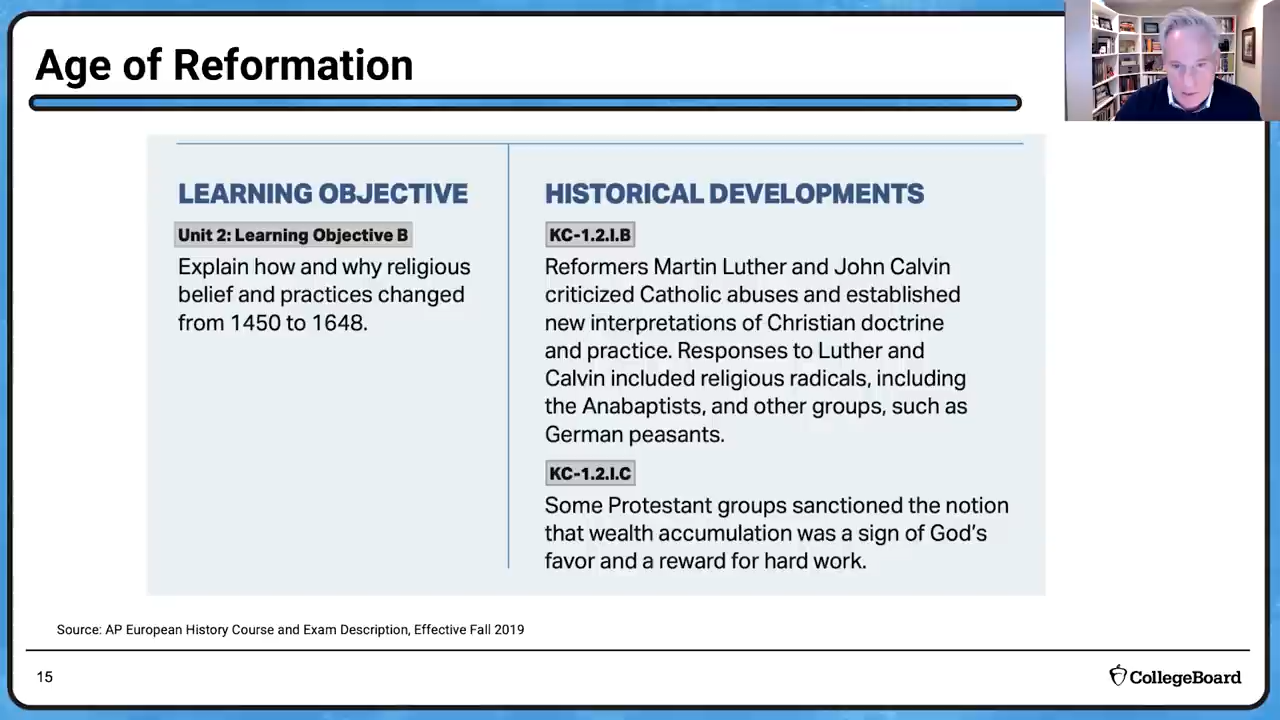 Age of Reformation
LEARNING OBJECTIVE
Unit 2: Learning Objective B
Explain how and why religious
belief and practices changed
from 1450 to 1648.
HISTORICAL DEVELOPMENTS
KC-1.2.I.B
Reformers Martin Luther and John Calvin
criticized Catholic abuses and established
new interpretations of Christian doctrine
and practice. Responses to Luther and
Calvin included religious radicals, including
the Anabaptists, and other groups, such as
German peasants.
KC-1.2.I.C
Some Protestant groups sanctioned the notion
that wealth accumulation was a sign of God's
favor and a reward for hard work.
Source: AP European History Course and Exam Description, Effective Fall 2019
15
CollegeBoard